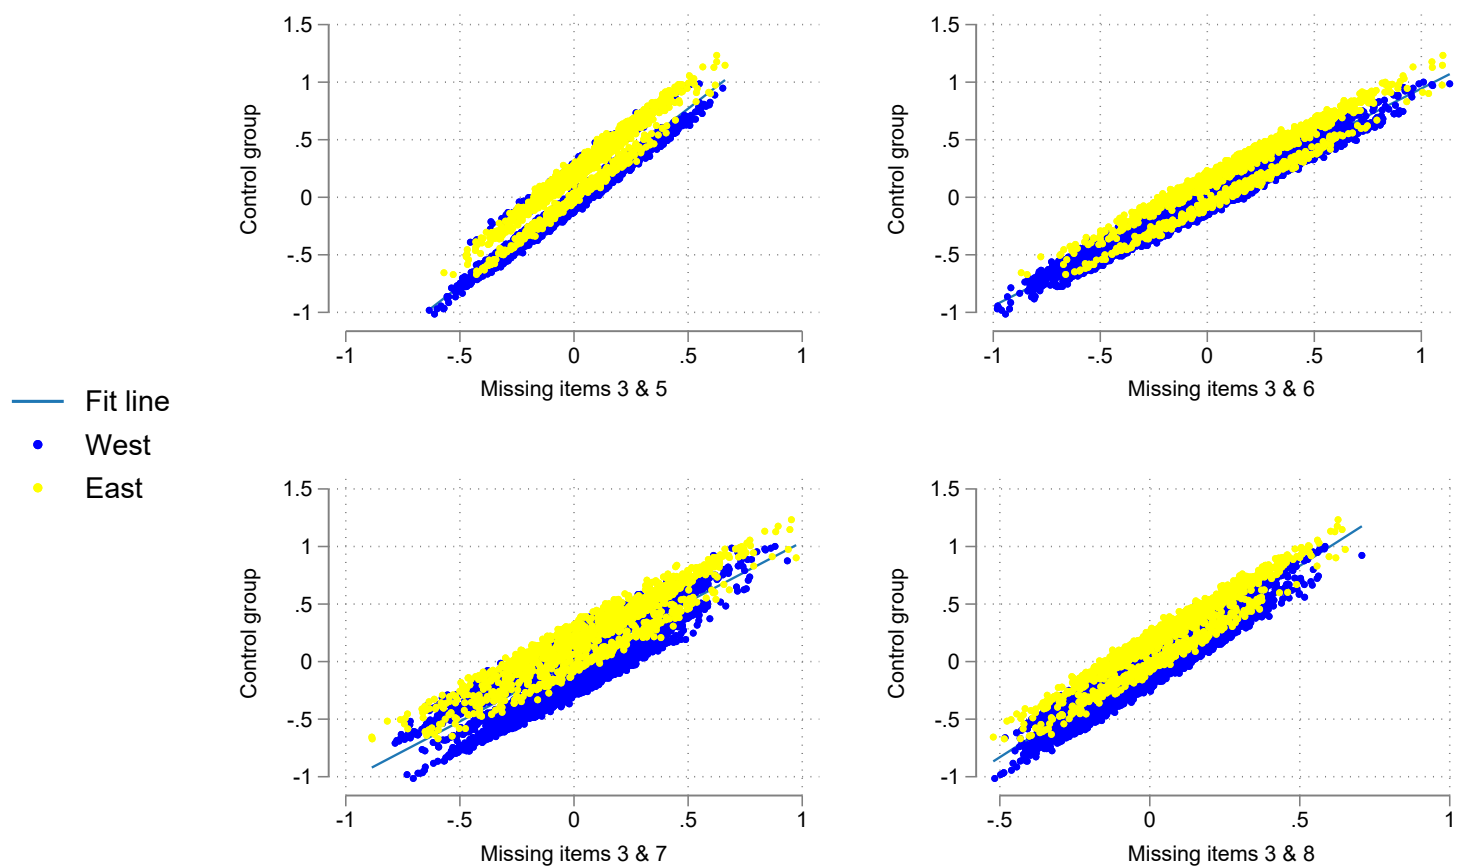 1.5
1
.5
0
-.5
-1
Control group
-1 -.5 0 .5 1
Missing items 3 & 5
1.5
1
.5
0
-.5
-1
Control group
-1 -.5 0 .5 1
Missing items 3 & 6
Fit line
West
East
1.5
1
.5
0
-.5
-1
Control group
-1 -.5 0 .5 1
Missing items 3 & 7
1.5
1
.5
0
-.5
-1
Control group
-.5 0 .5 1
Missing items 3 & 8